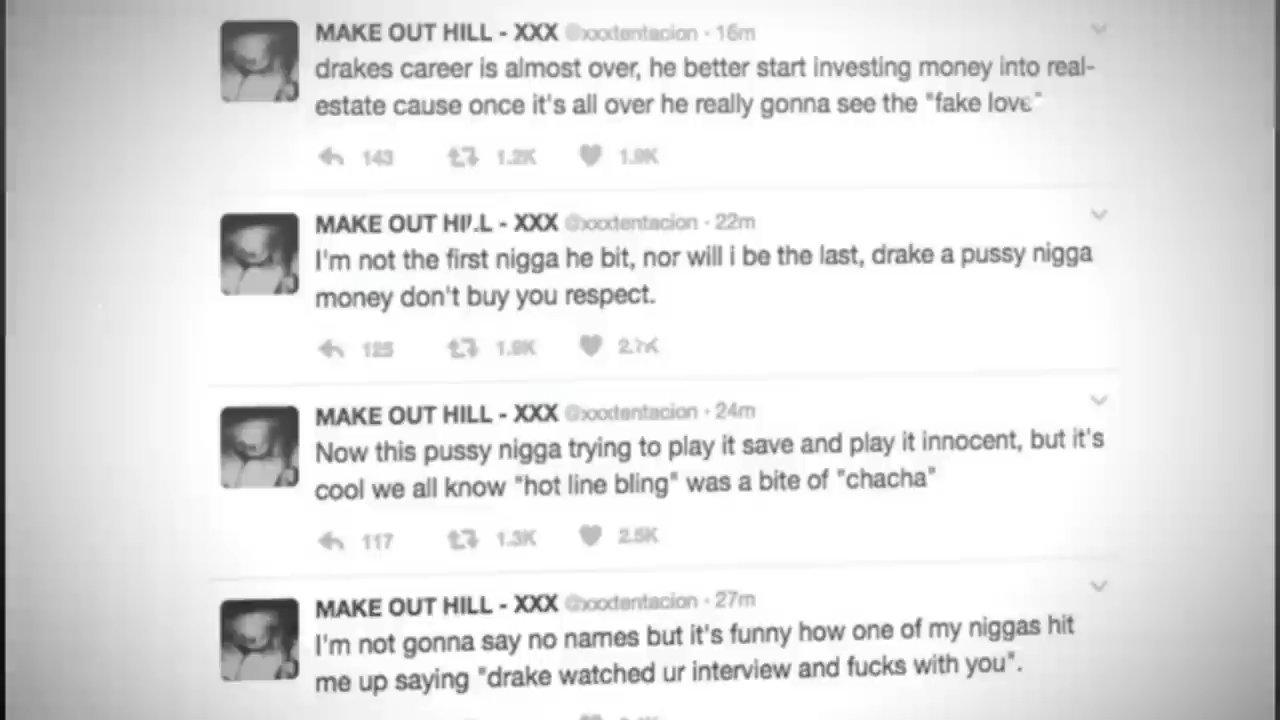 MAKE OUT HILL - XXX @xxxtentacion · 16m
drakes career is almost over, he better start investing money into real-
estate cause once it's all over he really gonna see the "fake love"
143 1.2K 1.9K
MAKE OUT HILL - XXX @xxxtentacion · 22m
I'm not the first nigga he bit, nor will i be the last, drake a pussy nigga
money don't buy you respect.
125 1.9K
MAKE OUT HILL - XXX @xxxtentacion · 24m
Now this pussy nigga trying to play it save and play it innocent, but it's
cool we all know "hot line bling" was a bite of "chacha"
117 1.3K 2.5K
MAKE OUT HILL - XXX @xxxtentacion · 27m
I'm not gonna say no names but it's funny how one of my niggas hit
me up saying "drake watched ur interview and fucks with you".